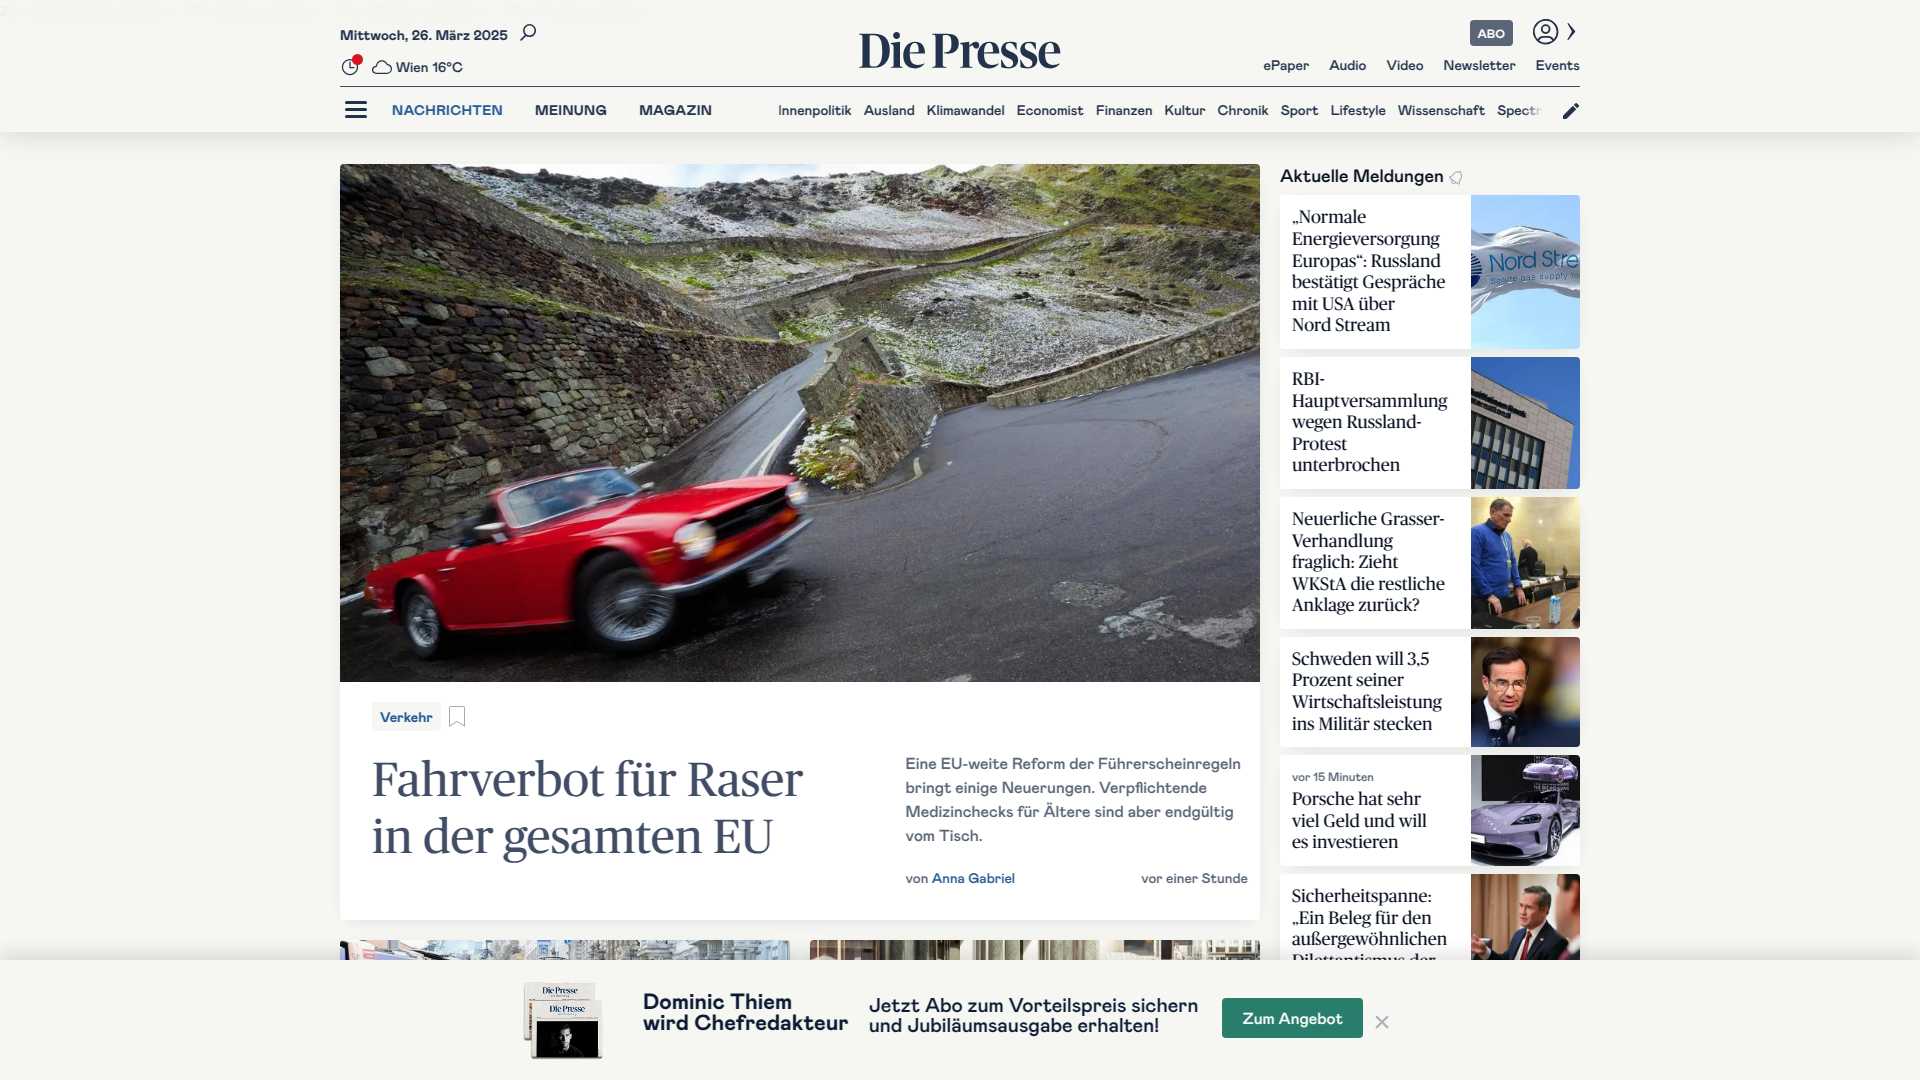 Mittwoch, 26. März 2025
Wien 16°C
Die Presse
ABO
ePaper Audio Video Newsletter Events
NACHRICHTEN MEINUNG MAGAZIN
Innenpolitik Ausland Klimawandel Economist Finanzen Kultur Chronik Sport Lifestyle Wissenschaft Spectr
Verkehr
Fahrverbot für Raser
in der gesamten EU
Eine EU-weite Reform der Führerscheinregeln
bringt einige Neuerungen. Verpflichtende
Medizinchecks für Ältere sind aber endgültig
vom Tisch.
von Anna Gabriel
vor einer Stunde
Aktuelle Meldungen
„Normale
Energieversorgung
Europas“: Russland
bestätigt Gespräche
mit USA über
Nord Stream
Nord Stre
RBI-
Hauptversammlung
wegen Russland-
Protest
unterbrochen
Neuerliche Grasser-
Verhandlung
fraglich: Zieht
WKStA die restliche
Anklage zurück?
Schweden will 3,5
Prozent seiner
Wirtschaftsleistung
ins Militär stecken
vor 15 Minuten
Porsche hat sehr
viel Geld und will
es investieren
Sicherheitspanne:
„Ein Beleg für den
außergewöhnlichen
Dilettantismus der
Die Presse
Die Presse
Dominic Thiem
wird Chefredakteur
Jetzt Abo zum Vorteilspreis sichern
und Jubiläumsausgabe erhalten!
Zum Angebot